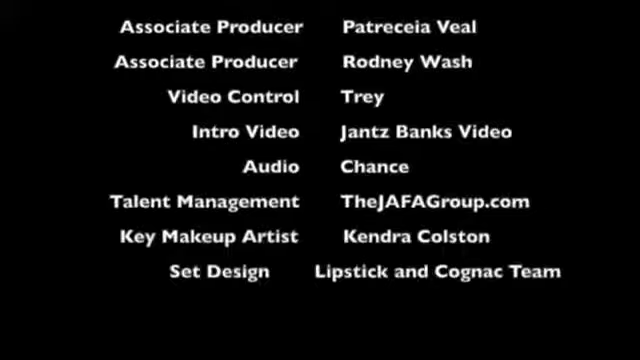 Associate Producer Patreceia Veal
Associate Producer Rodney Wash
Video Control Trey
Intro Video Jantz Banks Video
Audio Chance
Talent Management TheJAFAGroup.com
Key Makeup Artist Kendra Colston
Set Design Lipstick and Cognac Team